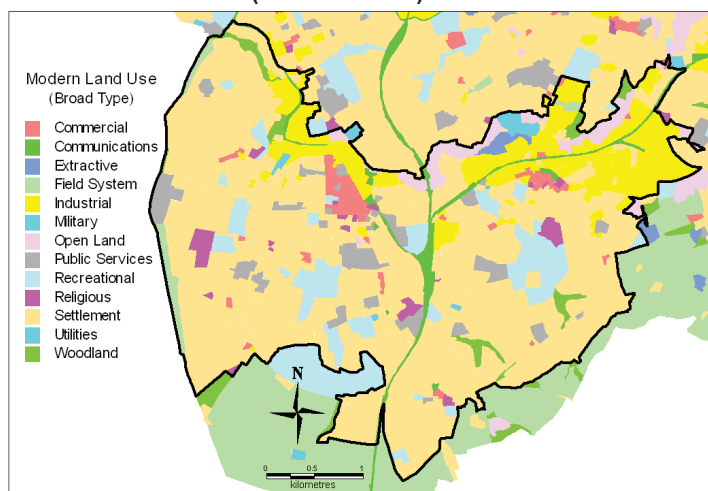 Modern Land Use
(Broad Type)
Commercial
Communications
Extractive
Field System
Industrial
Military
Open Land
Public Services
Recreational
Religious
Settlement
Utilities
Woodland
N
0 0.5 1
kilometres